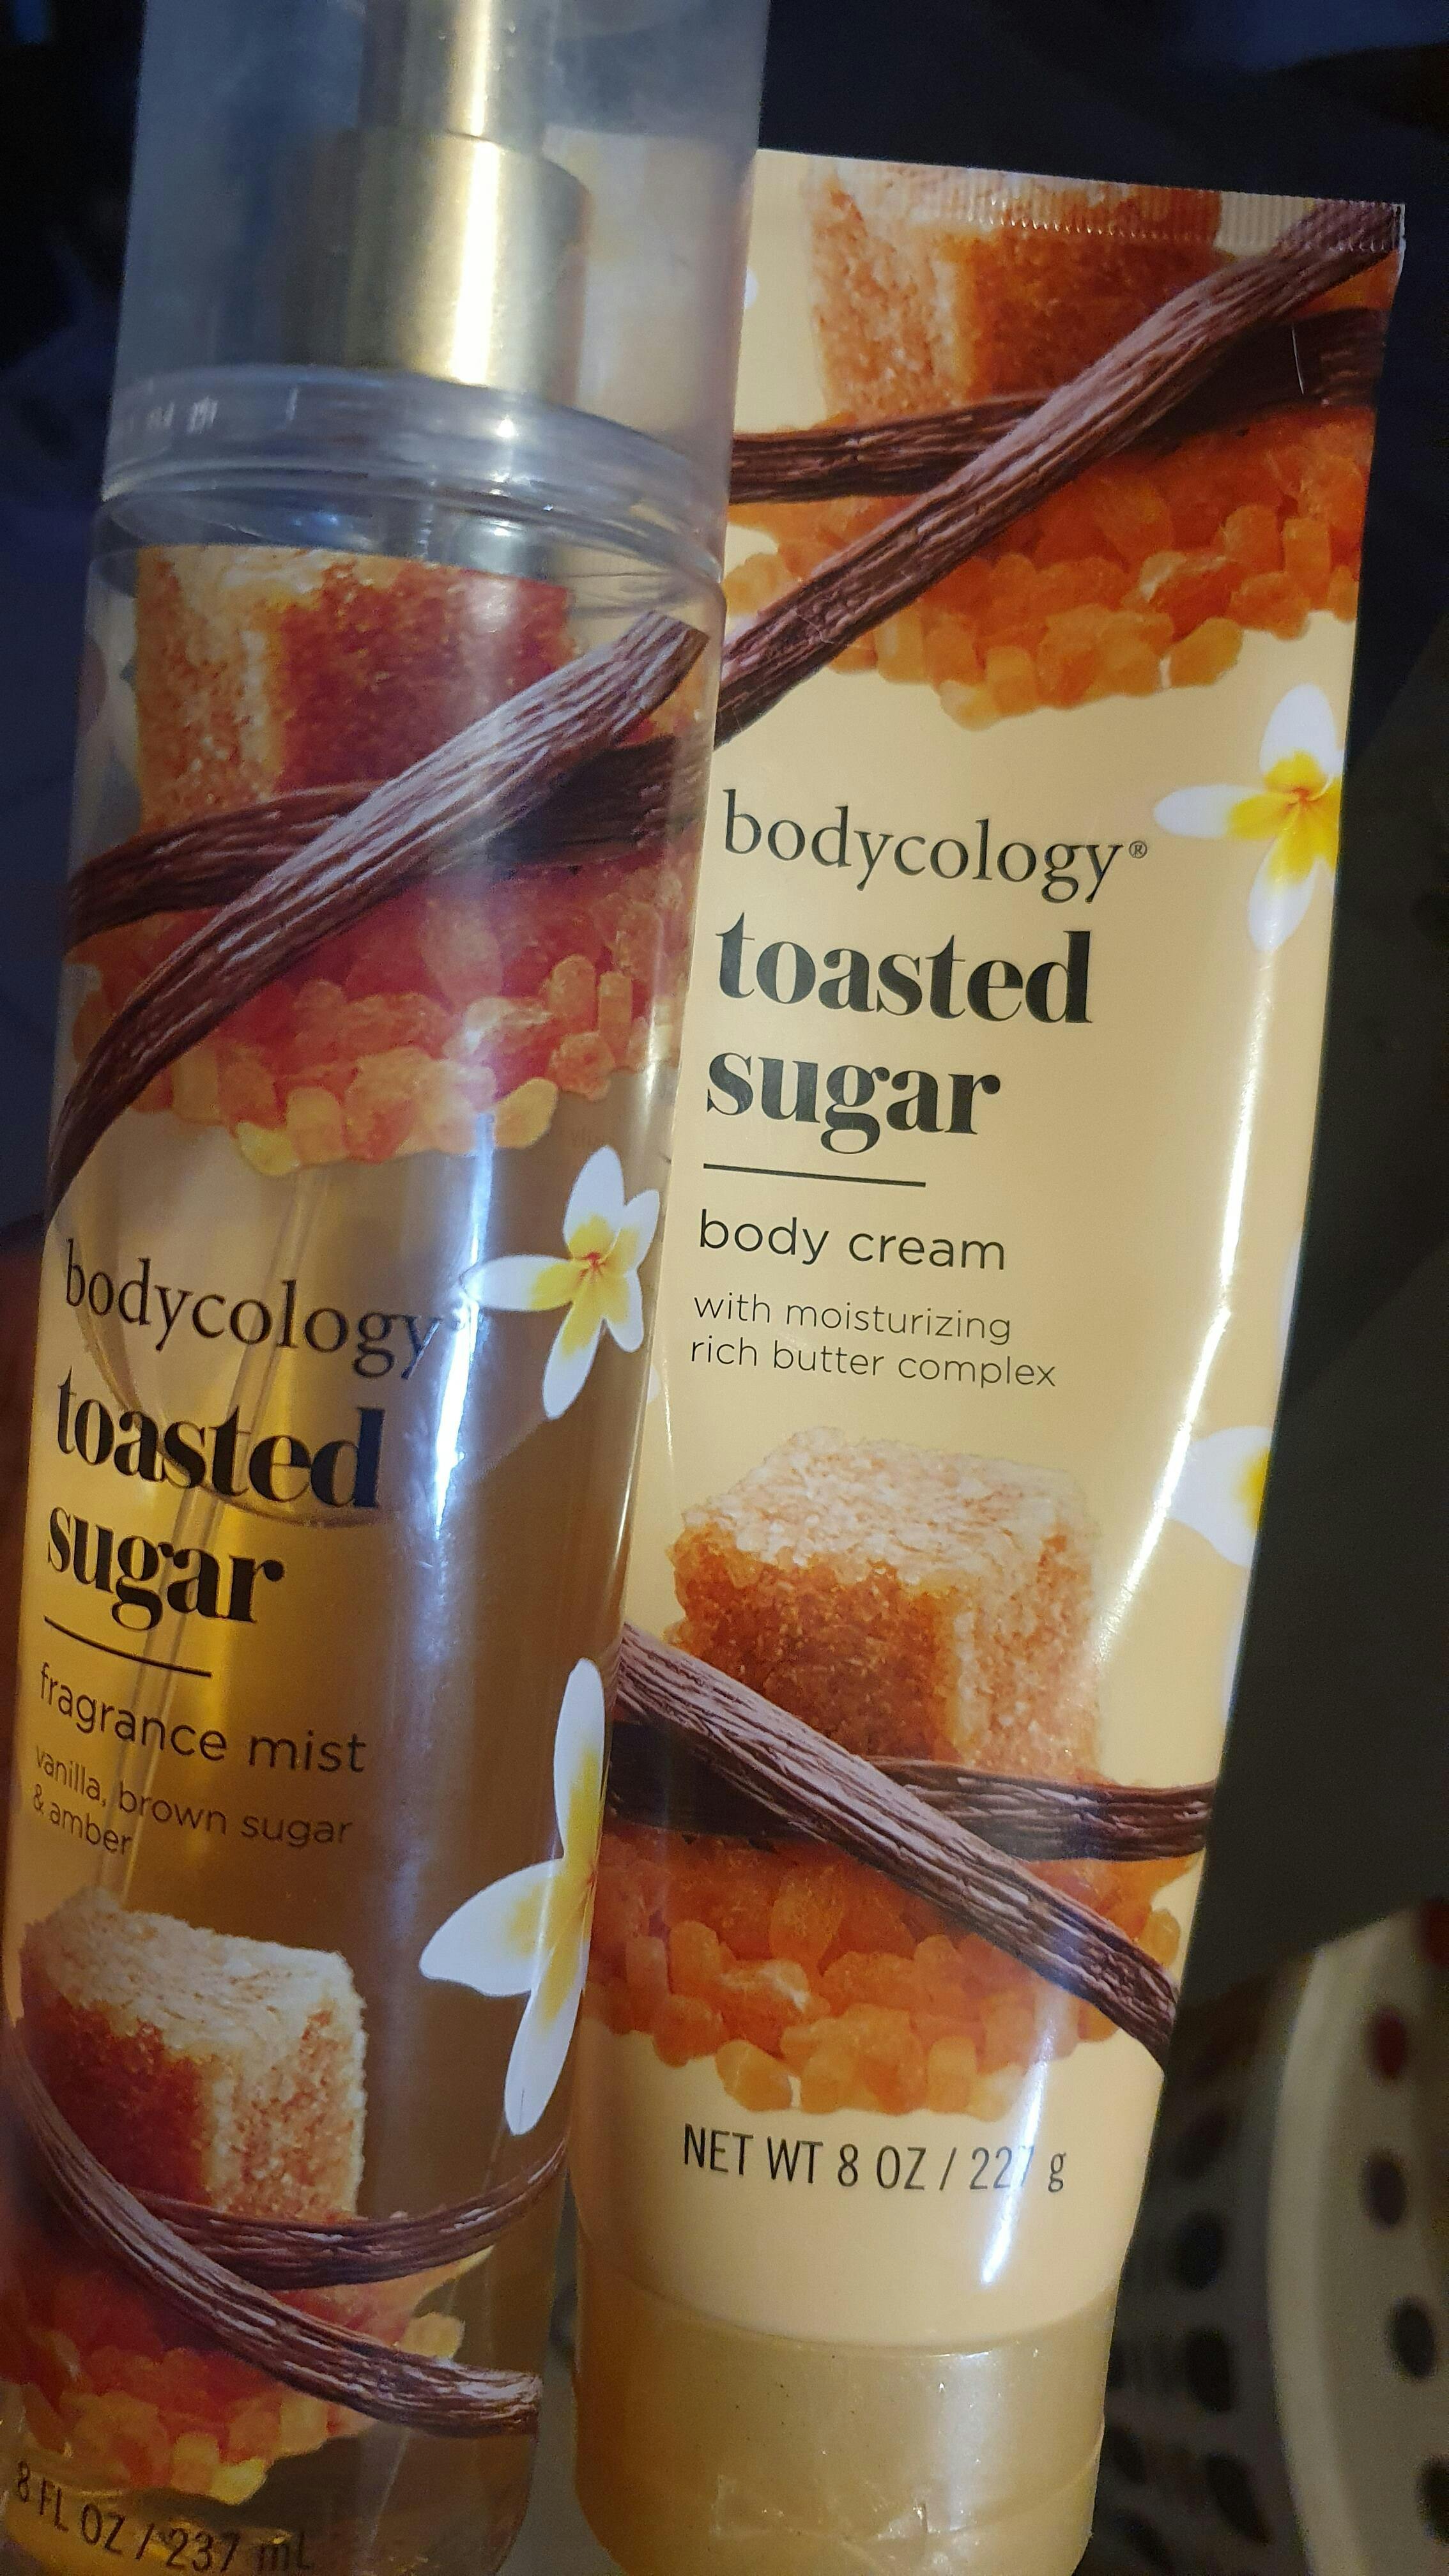 bodycology
toasted
sugar
fragrance mist
vanilla, brown sugar
& amber
8 FL OZ / 237 mL
bodycology®
toasted
sugar
body cream
with moisturizing
rich butter complex
NET WT 8 OZ / 227 g